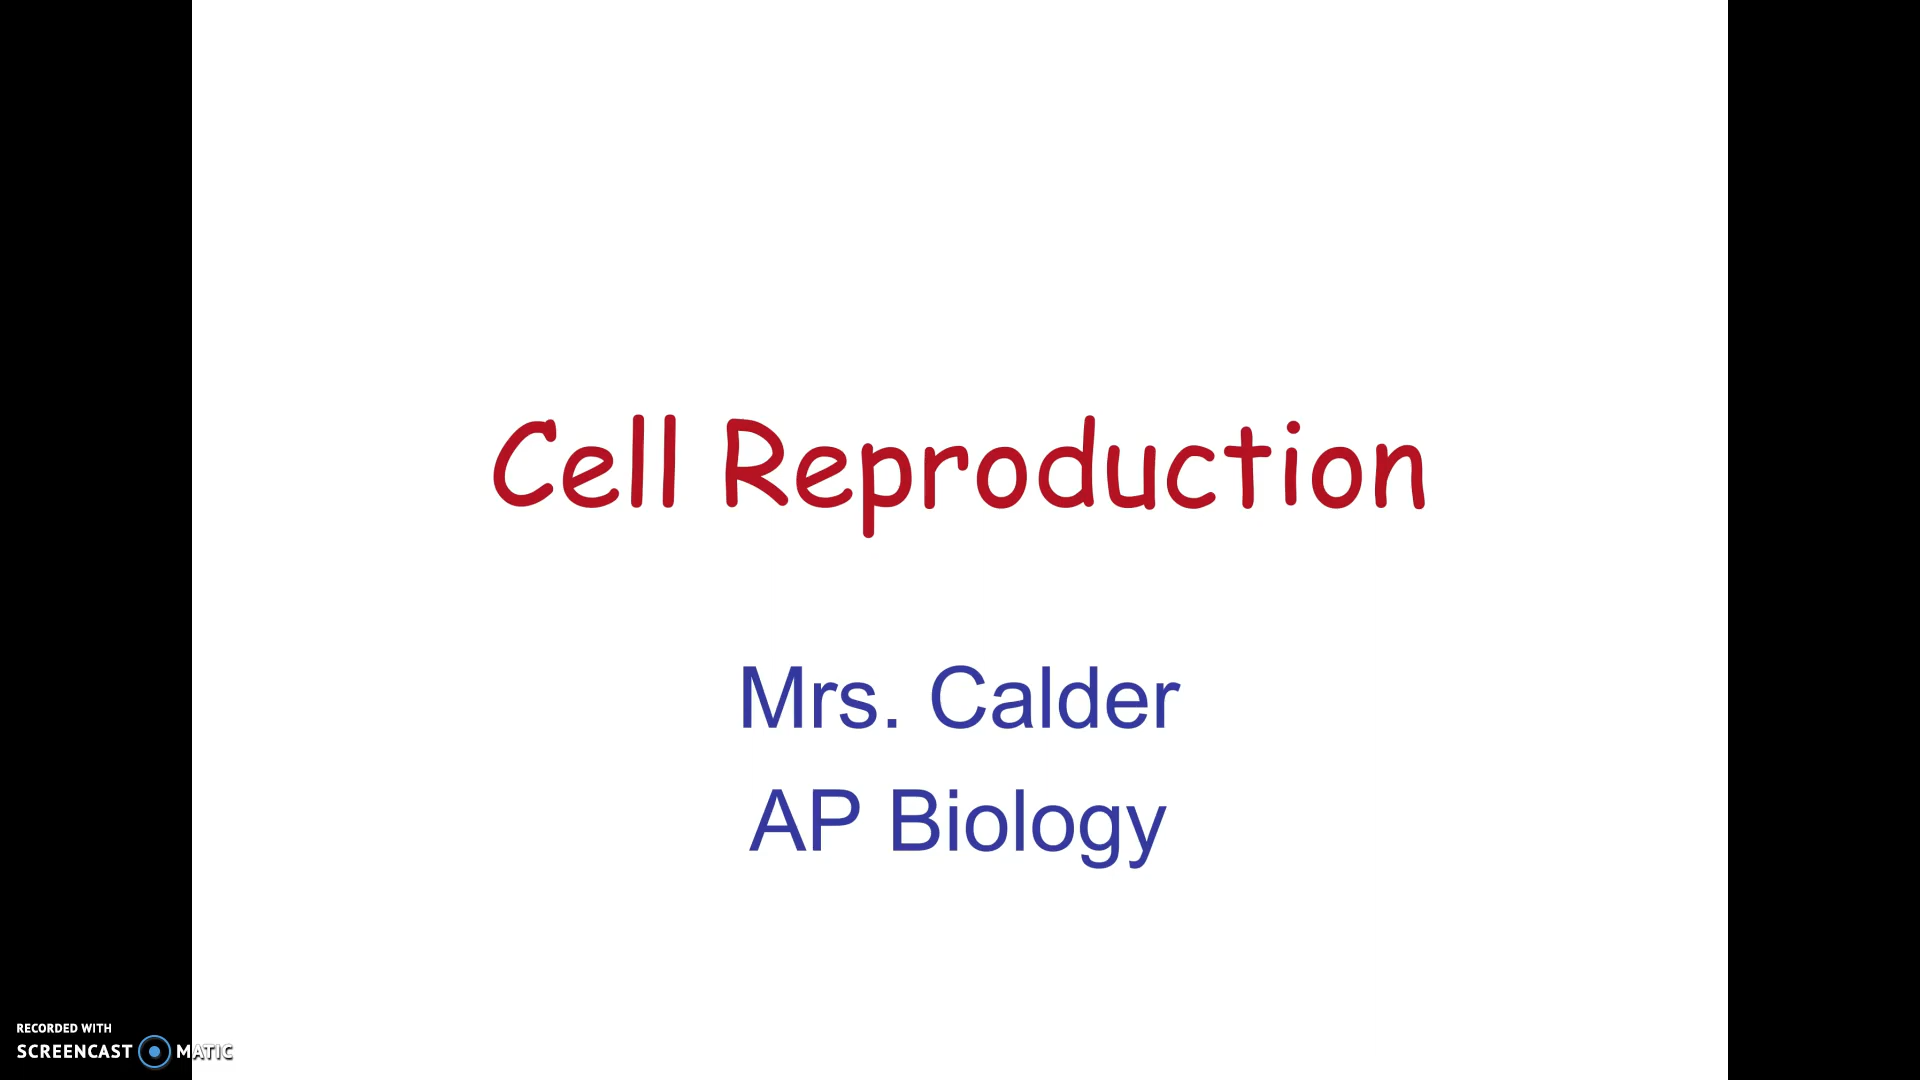 Cell Reproduction
Mrs. Calder
AP Biology
RECORDED WITH
SCREENCAST MATIC